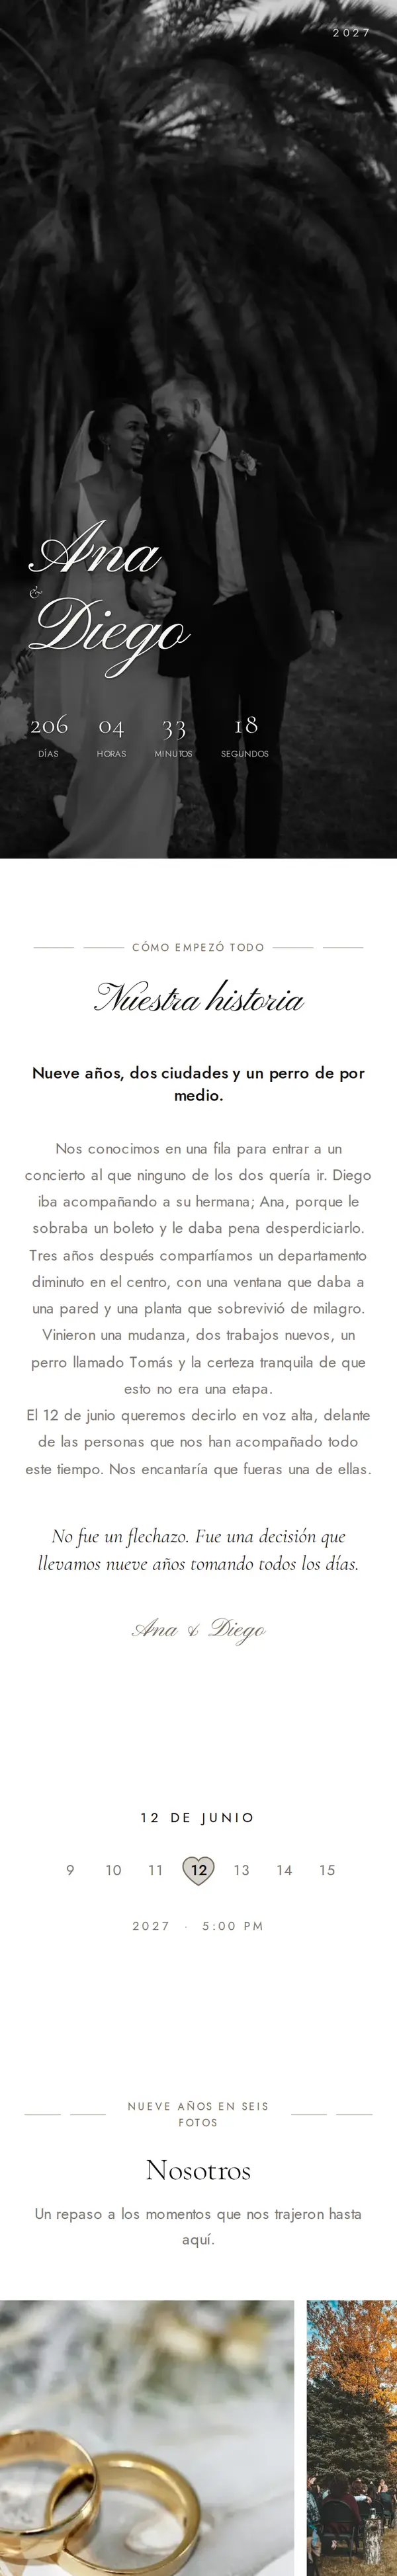 2027
Ana
&
Diego
206 04 33 18
DÍAS HORAS MINUTOS SEGUNDOS
CÓMO EMPEZÓ TODO
Nuestra historia
Nueve años, dos ciudades y un perro de por
medio.
Nos conocimos en una fila para entrar a un
concierto al que ninguno de los dos quería ir. Diego
iba acompañando a su hermana; Ana, porque le
sobraba un boleto y le daba pena desperdiciarlo.
Tres años después compartíamos un departamento
diminuto en el centro, con una ventana que daba a
una pared y una planta que sobrevivió de milagro.
Vinieron una mudanza, dos trabajos nuevos, un
perro llamado Tomás y la certeza tranquila de que
esto no era una etapa.
El 12 de junio queremos decirlo en voz alta, delante
de las personas que nos han acompañado todo
este tiempo. Nos encantaría que fueras una de ellas.
No fue un flechazo. Fue una decisión que
llevamos nueve años tomando todos los días.
Ana & Diego
12 DE JUNIO
9 10 11 12 13 14 15
2027 · 5:00 PM
NUEVE AÑOS EN SEIS
FOTOS
Nosotros
Un repaso a los momentos que nos trajeron hasta
aquí.